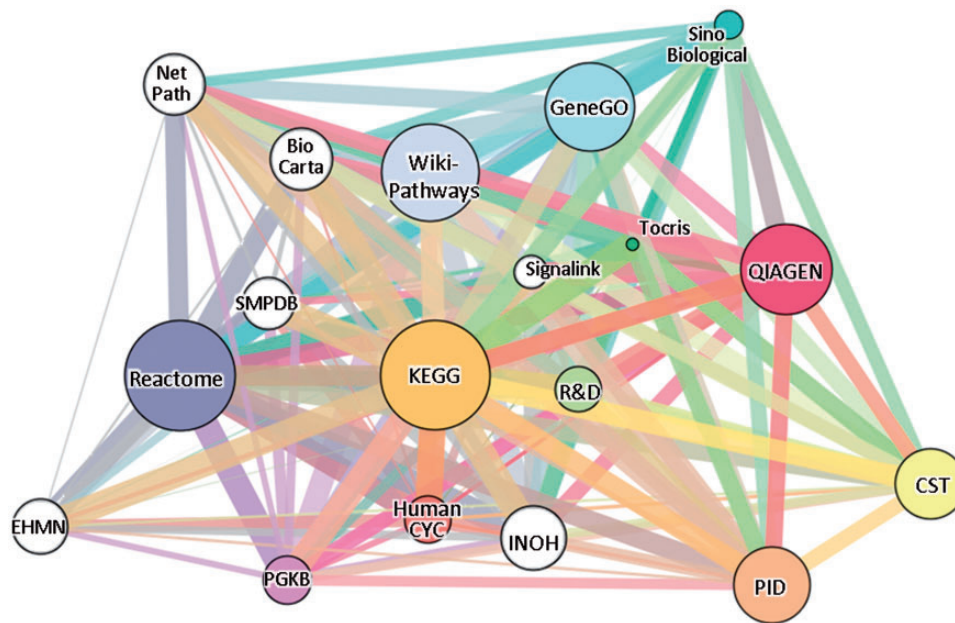 Sino
Biological
Net
Path
GeneGO
Bio
Carta
Wiki-
Pathways
Tocris
Signalink
QIAGEN
SMPDB
Reactome
KEGG
R&D
CST
Human
CYC
EHMN
INOH
PGKB
PID